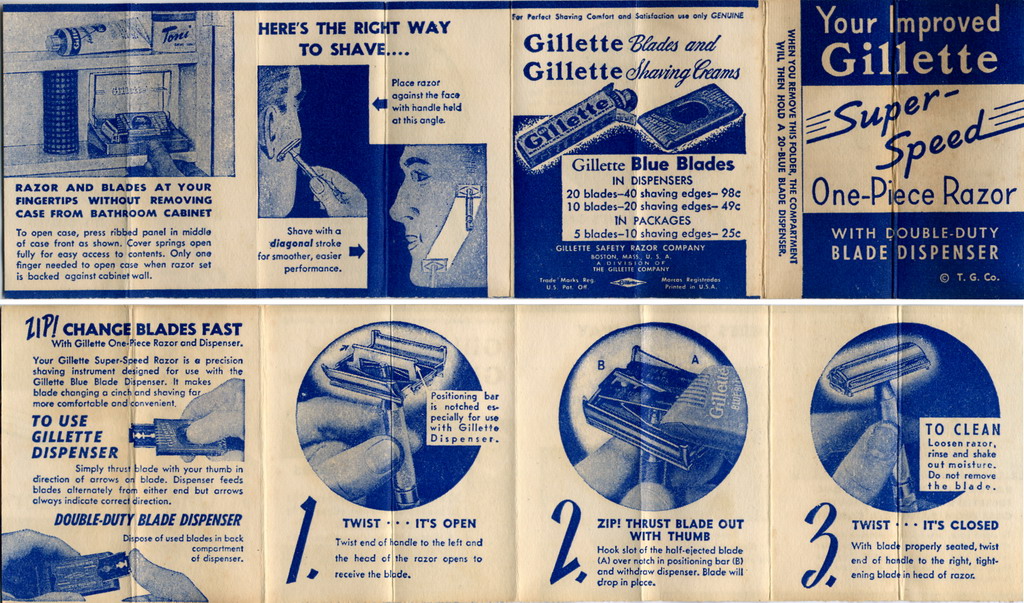 Toni
GILLETTE
RAZOR AND BLADES AT YOUR
FINGERTIPS WITHOUT REMOVING
CASE FROM BATHROOM CABINET
To open case, press ribbed panel in middle
of case front as shown. Cover springs open
fully for easy access to contents. Only one
finger needed to open case when razor set
is backed against cabinet wall.
HERE'S THE RIGHT WAY
TO SHAVE....
Place razor
against the face
with handle held
at this angle.
Shave with a
diagonal stroke
for smoother, easier
performance.
For Perfect Shaving Comfort and Satisfaction use only GENUINE
Gillette Blades and
Gillette Shaving Creams
Gillette
Gillette Blue Blades
IN DISPENSERS
20 blades—40 shaving edges—98c
10 blades—20 shaving edges—49c
IN PACKAGES
5 blades—10 shaving edges—25c
GILLETTE SAFETY RAZOR COMPANY
BOSTON, MASS., U. S. A.
A DIVISION OF
THE GILLETTE COMPANY
Trade Marks Reg.
U.S. Pat. Off.
Marcas Registradas
Printed in U.S.A.
WHEN YOU REMOVE THIS FOLDER, THE COMPARTMENT
WILL THEN HOLD A 20-BLUE BLADE DISPENSER.
Your Improved
Gillette
Super-
Speed
One-Piece Razor
WITH DOUBLE-DUTY
BLADE DISPENSER
© T. G. Co.
ZIP! CHANGE BLADES FAST
With Gillette One-Piece Razor and Dispenser.
Your Gillette Super-Speed Razor is a precision
shaving instrument designed for use with the
Gillette Blue Blade Dispenser. It makes
blade changing a cinch and shaving far
more comfortable and convenient.
TO USE
GILLETTE
DISPENSER
Simply thrust blade with your thumb in
direction of arrows on blade. Dispenser feeds
blades alternately from either end but arrows
always indicate correct direction.
DOUBLE-DUTY BLADE DISPENSER
Dispose of used blades in back
compartment
of dispenser.
Positioning bar
is notched es-
pecially for use
with Gillette
Dispenser.
1.
TWIST ··· IT'S OPEN
Twist end of handle to the left and
the head of the razor opens to
receive the blade.
B A
Gillette
2.
ZIP! THRUST BLADE OUT
WITH THUMB
Hook slot of the half-ejected blade
(A) over notch in positioning bar (B)
and withdraw dispenser. Blade will
drop in place.
TO CLEAN
Loosen razor,
rinse and shake
out moisture.
Do not remove
the blade.
3.
TWIST ··· IT'S CLOSED
With blade properly seated, twist
end of handle to the right, tight-
ening blade in head of razor.